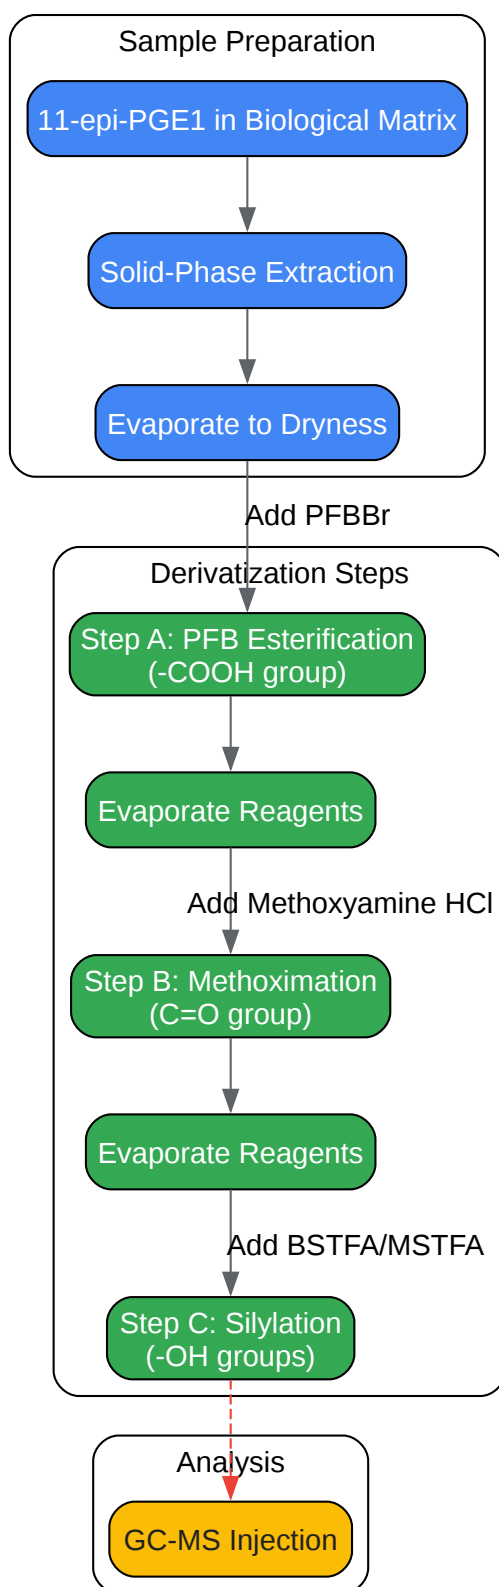 Sample Preparation
11-epi-PGE1 in Biological Matrix
Solid-Phase Extraction
Evaporate to Dryness
Add PFBBr
Derivatization Steps
Step A: PFB Esterification
(-COOH group)
Evaporate Reagents
Add Methoxyamine HCl
Step B: Methoximation
(C=O group)
Evaporate Reagents
Add BSTFA/MSTFA
Step C: Silylation
(-OH groups)
Analysis
GC-MS Injection